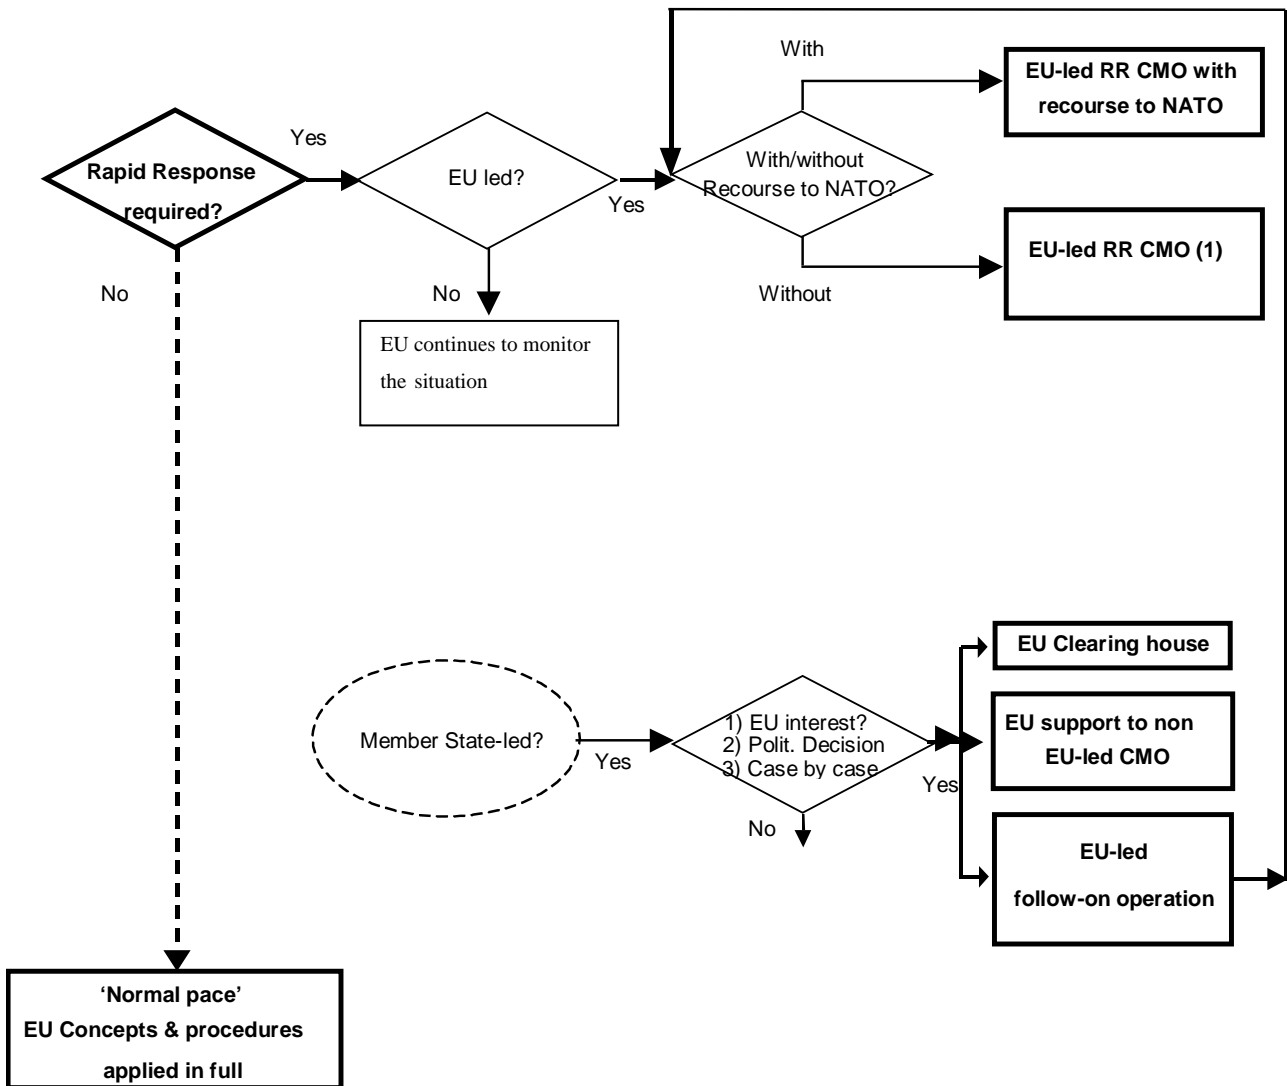 With
EU-led RR CMO with
recourse to NATO
Yes
Rapid Response
required?
EU led?
Yes
With/without
Recourse to NATO?
No
No
Without
EU-led RR CMO (1)
EU continues to monitor
the situation
Member State-led?
Yes
1) EU interest?
2) Polit. Decision
3) Case by case
Yes
No
EU Clearing house
EU support to non
EU-led CMO
EU-led
follow-on operation
‘Normal pace’
EU Concepts & procedures
applied in full